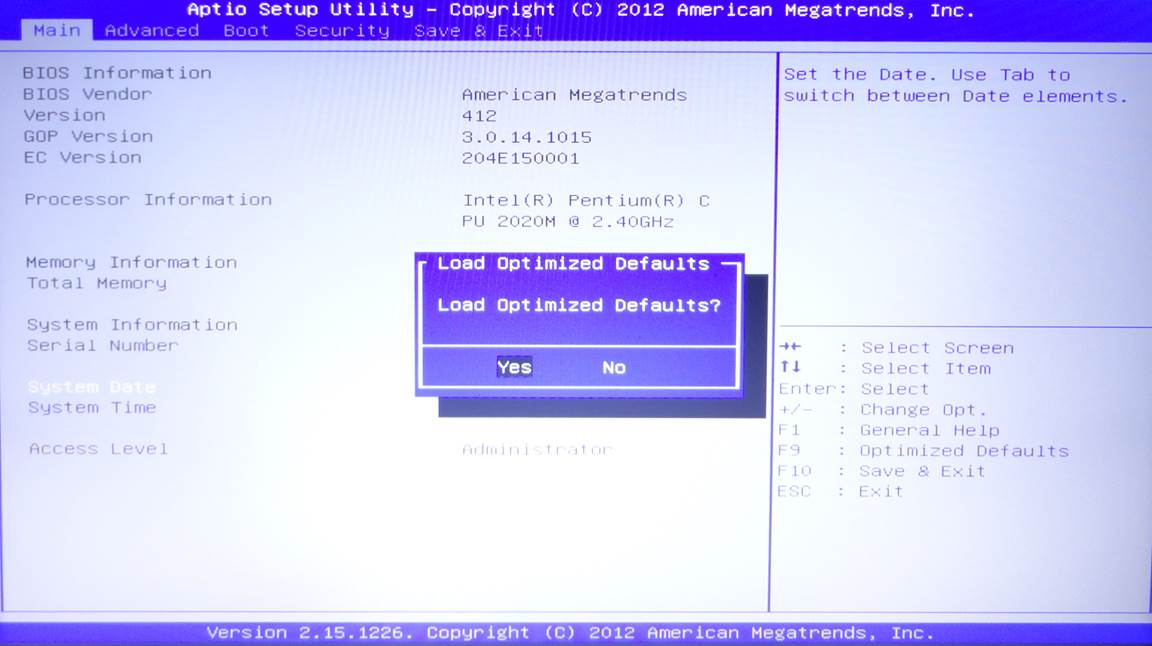 Aptio Setup Utility – Copyright (C) 2012 American Megatrends, Inc.
Main Advanced Boot Security Save & Exit
BIOS Information
BIOS Vendor American Megatrends
Version 412
GOP Version 3.0.14.1015
EC Version 204E150001
Processor Information Intel(R) Pentium(R) C
PU 2020M @ 2.40GHz
Memory Information
Total Memory
System Information
Serial Number
System Date
System Time
Access Level Administrator
Load Optimized Defaults
Load Optimized Defaults?
Yes No
Set the Date. Use Tab to
switch between Date elements.
→← : Select Screen
↑↓ : Select Item
Enter: Select
+/- : Change Opt.
F1 : General Help
F9 : Optimized Defaults
F10 : Save & Exit
ESC : Exit
Version 2.15.1226. Copyright (C) 2012 American Megatrends, Inc.